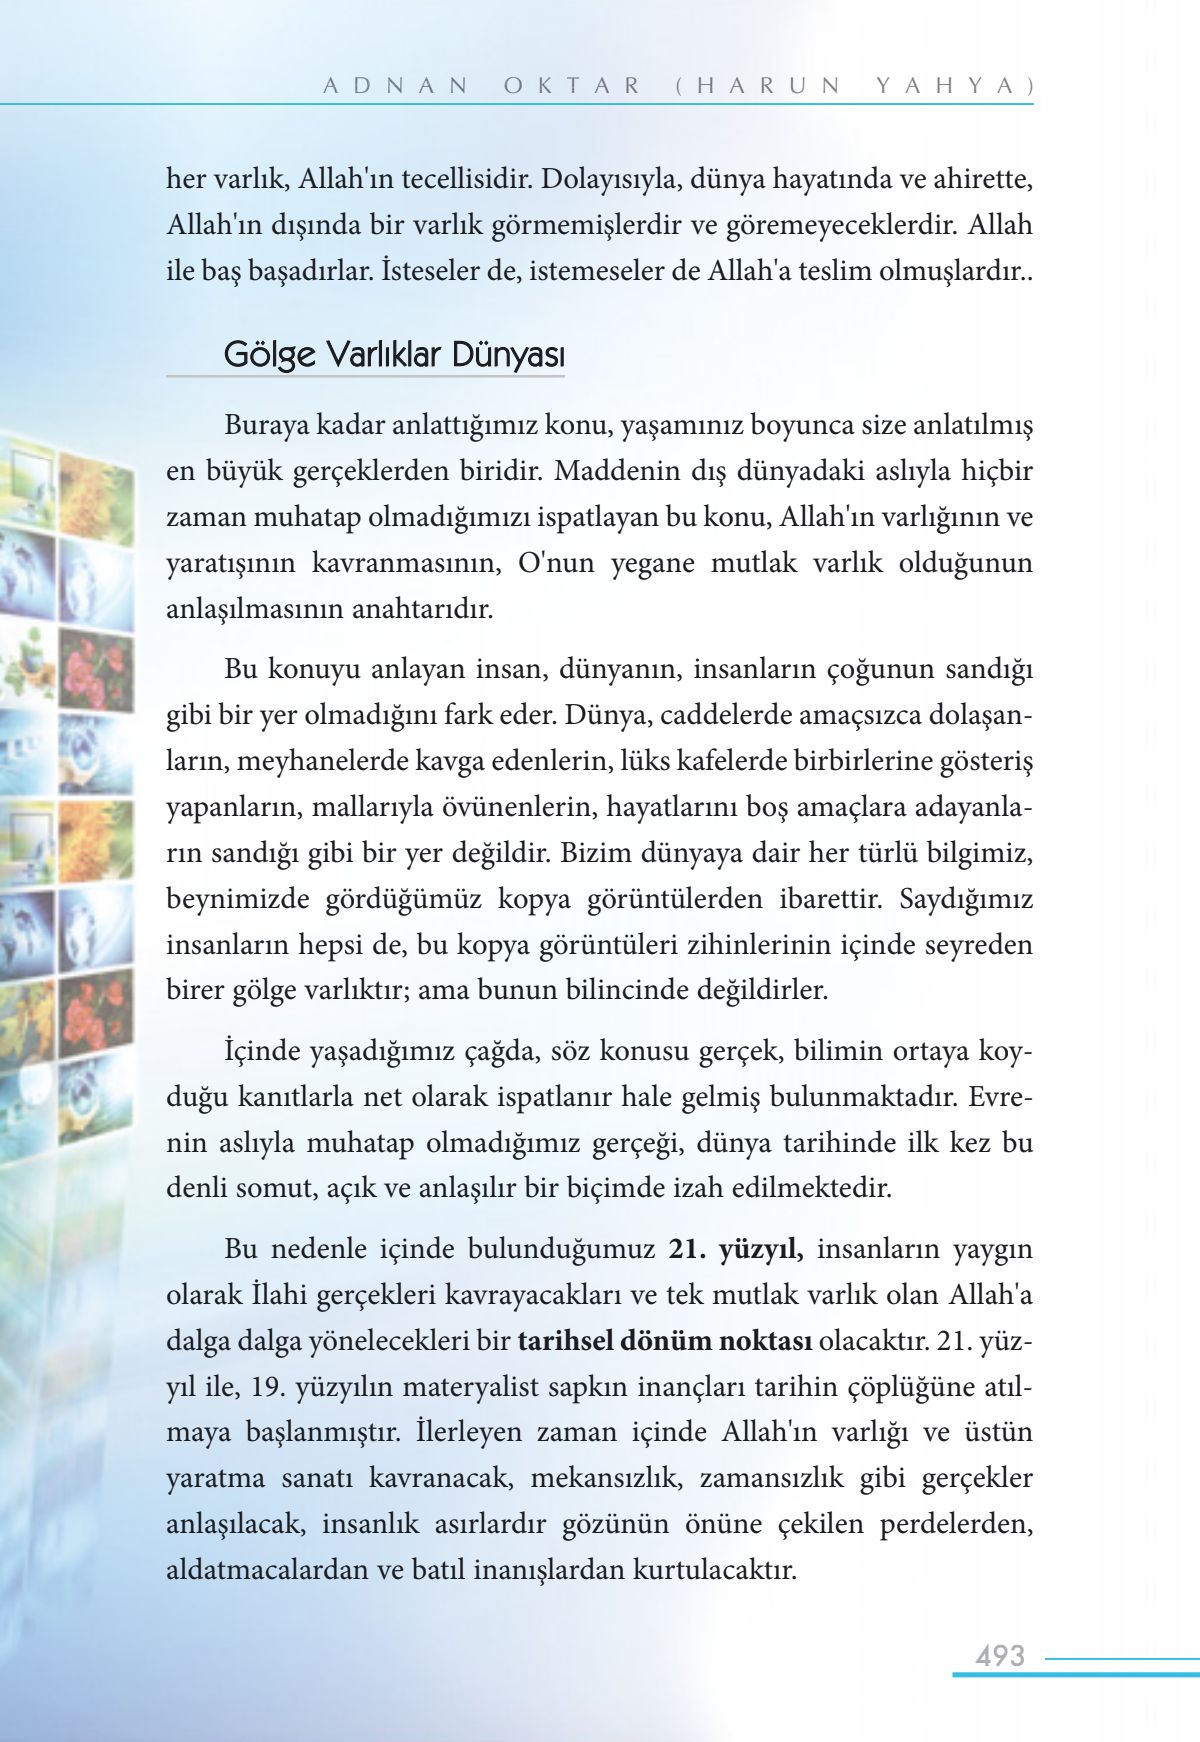 ADNAN OKTAR (HARUN YAHYA)
her varlık, Allah'ın tecellisidir. Dolayısıyla, dünya hayatında ve ahirette,
Allah'ın dışında bir varlık görmemişlerdir ve göremeyeceklerdir. Allah
ile baş başadırlar. İsteseler de, istemeseler de Allah'a teslim olmuşlardır..
Gölge Varlıklar Dünyası
Buraya kadar anlattığımız konu, yaşamınız boyunca size anlatılmış
en büyük gerçeklerden biridir. Maddenin dış dünyadaki aslıyla hiçbir
zaman muhatap olmadığımızı ispatlayan bu konu, Allah'ın varlığının ve
yaratışının kavranmasının, O'nun yegane mutlak varlık olduğunun
anlaşılmasının anahtarıdır.
Bu konuyu anlayan insan, dünyanın, insanların çoğunun sandığı
gibi bir yer olmadığını fark eder. Dünya, caddelerde amaçsızca dolaşan-
ların, meyhanelerde kavga edenlerin, lüks kafelerde birbirlerine gösteriş
yapanların, mallarıyla övünenlerin, hayatlarını boş amaçlara adayanla-
rın sandığı gibi bir yer değildir. Bizim dünyaya dair her türlü bilgimiz,
beynimizde gördüğümüz kopya görüntülerden ibarettir. Saydığımız
insanların hepsi de, bu kopya görüntüleri zihinlerinin içinde seyreden
birer gölge varlıktır; ama bunun bilincinde değildirler.
İçinde yaşadığımız çağda, söz konusu gerçek, bilimin ortaya koy-
duğu kanıtlarla net olarak ispatlanır hale gelmiş bulunmaktadır. Evre-
nin aslıyla muhatap olmadığımız gerçeği, dünya tarihinde ilk kez bu
denli somut, açık ve anlaşılır bir biçimde izah edilmektedir.
Bu nedenle içinde bulunduğumuz 21. yüzyıl, insanların yaygın
olarak İlahi gerçekleri kavrayacakları ve tek mutlak varlık olan Allah'a
dalga dalga yönelecekleri bir tarihsel dönüm noktası olacaktır. 21. yüz-
yıl ile, 19. yüzyılın materyalist sapkın inançları tarihin çöplüğüne atıl-
maya başlanmıştır. İlerleyen zaman içinde Allah'ın varlığı ve üstün
yaratma sanatı kavranacak, mekansızlık, zamansızlık gibi gerçekler
anlaşılacak, insanlık asırlardır gözünün önüne çekilen perdelerden,
aldatmacalardan ve batıl inanışlardan kurtulacaktır.
493